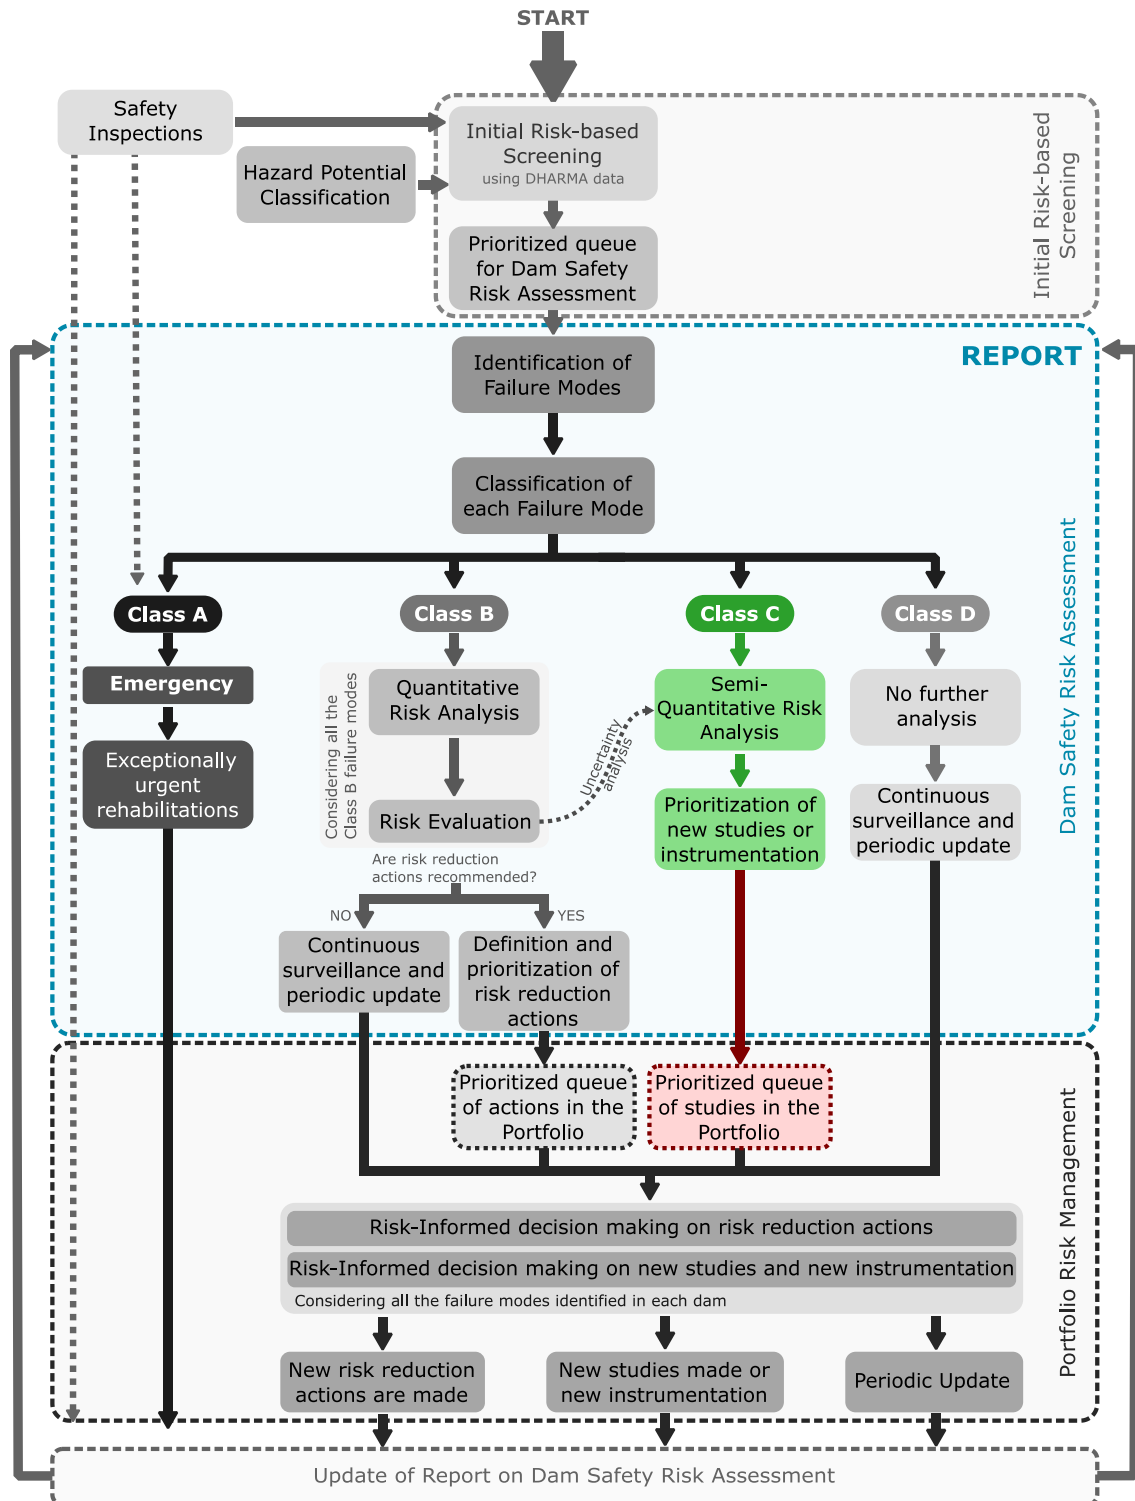 START
Safety
Inspections
Initial Risk-based
Screening
using DHARMA data
Hazard Potential
Classification
Prioritized queue
for Dam Safety
Risk Assessment
Initial Risk-based
Screening
REPORT
Identification of
Failure Modes
Classification of
each Failure Mode
Dam Safety Risk Assessment
Class A
Class B
Class C
Class D
Emergency
Exceptionally
urgent
rehabilitations
Considering all the
Class B failure modes
Quantitative
Risk Analysis
Risk Evaluation
Uncertainty
analysis
Semi-
Quantitative Risk
Analysis
Prioritization of
new studies or
instrumentation
No further
analysis
Continuous
surveillance and
periodic update
Are risk reduction
actions recommended?
NO
YES
Continuous
surveillance and
periodic update
Definition and
prioritization of
risk reduction
actions
Prioritized queue
of actions in the
Portfolio
Prioritized queue
of studies in the
Portfolio
Portfolio Risk Management
Risk-Informed decision making on risk reduction actions
Risk-Informed decision making on new studies and new instrumentation
Considering all the failure modes identified in each dam
New risk reduction
actions are made
New studies made or
new instrumentation
Periodic Update
Update of Report on Dam Safety Risk Assessment